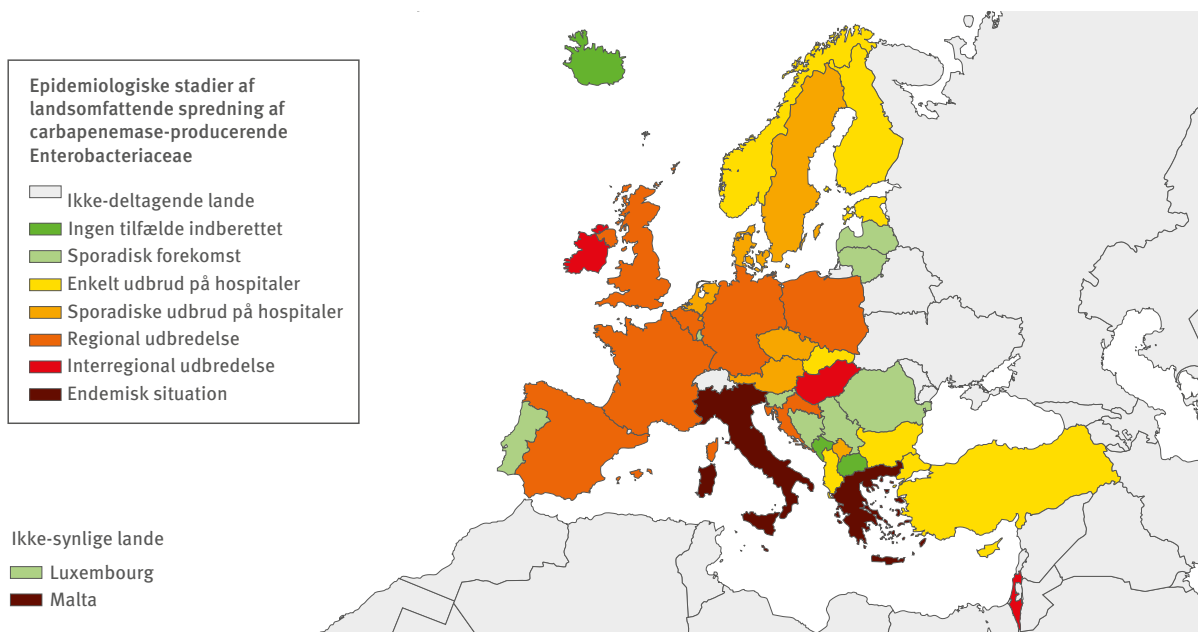 Epidemiologiske stadier af
landsomfattende spredning af
carbapenemase-producerende
Enterobacteriaceae
Ikke-deltagende lande
Ingen tilfælde indberettet
Sporadisk forekomst
Enkelt udbrud på hospitaler
Sporadiske udbrud på hospitaler
Regional udbredelse
Interregional udbredelse
Endemisk situation
Ikke-synlige lande
Luxembourg
Malta